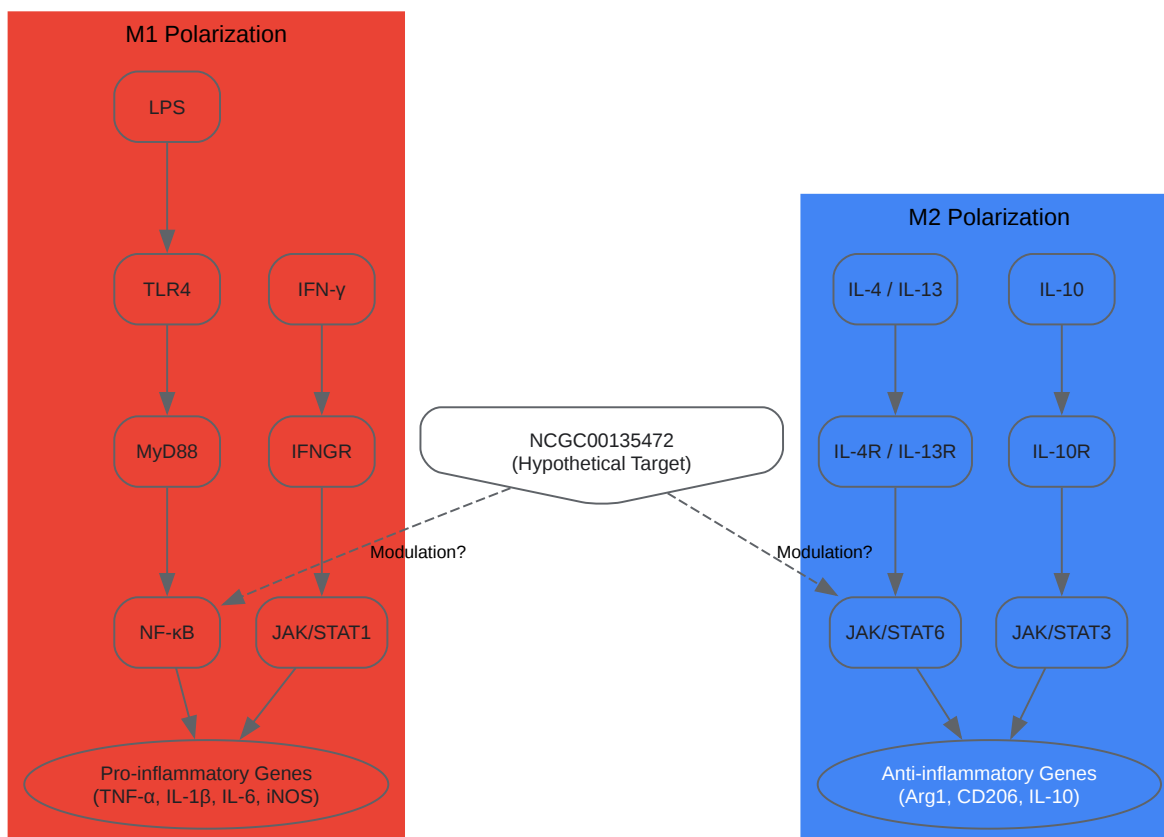 M1 Polarization
LPS
TLR4
IFN-γ
MyD88
IFNGR
NF-κB
JAK/STAT1
Pro-inflammatory Genes
(TNF-α, IL-1β, IL-6, iNOS)
NCGC00135472
(Hypothetical Target)
Modulation?
Modulation?
M2 Polarization
IL-4 / IL-13
IL-10
IL-4R / IL-13R
IL-10R
JAK/STAT6
JAK/STAT3
Anti-inflammatory Genes
(Arg1, CD206, IL-10)